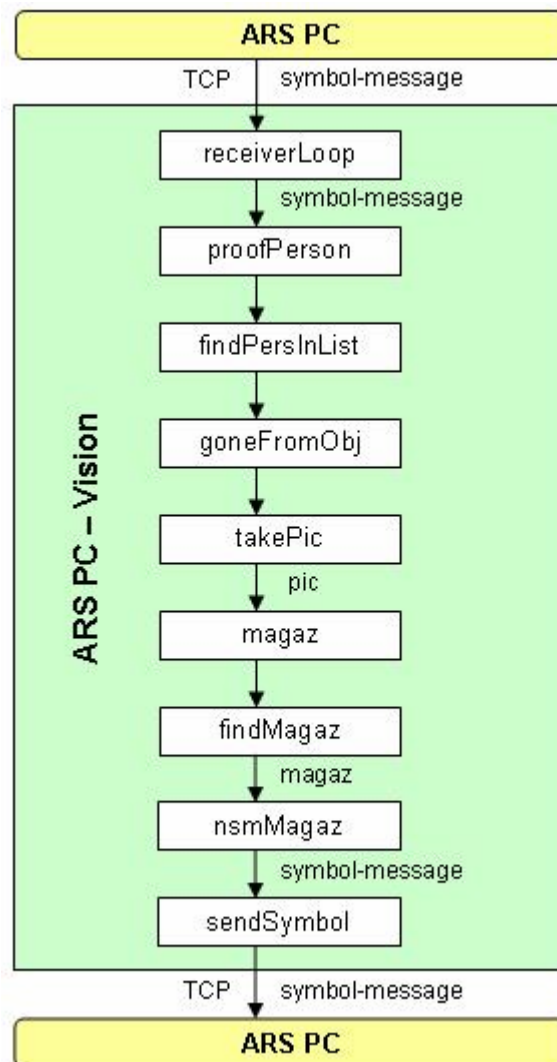 ARS PC
TCP symbol-message
receiverLoop
symbol-message
proofPerson
findPersInList
goneFromObj
takePic
pic
magaz
findMagaz
magaz
nsmMagaz
symbol-message
sendSymbol
ARS PC – Vision
TCP symbol-message
ARS PC